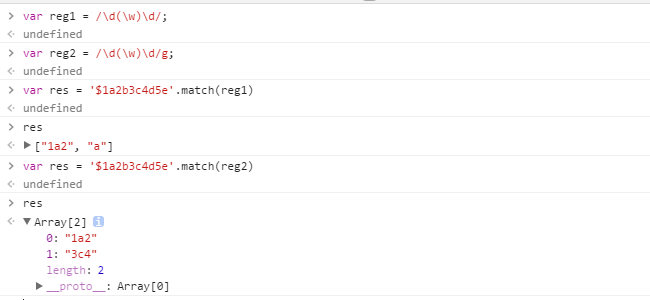 > var reg1 = /\d(\w)\d/;
< undefined
> var reg2 = /\d(\w)\d/g;
< undefined
> var res = '$1a2b3c4d5e'.match(reg1)
< undefined
> res
< ▶ ["1a2", "a"]
> var res = '$1a2b3c4d5e'.match(reg2)
< undefined
> res
< ▼ Array[2] i
0: "1a2"
1: "3c4"
length: 2
▶ __proto__: Array[0]